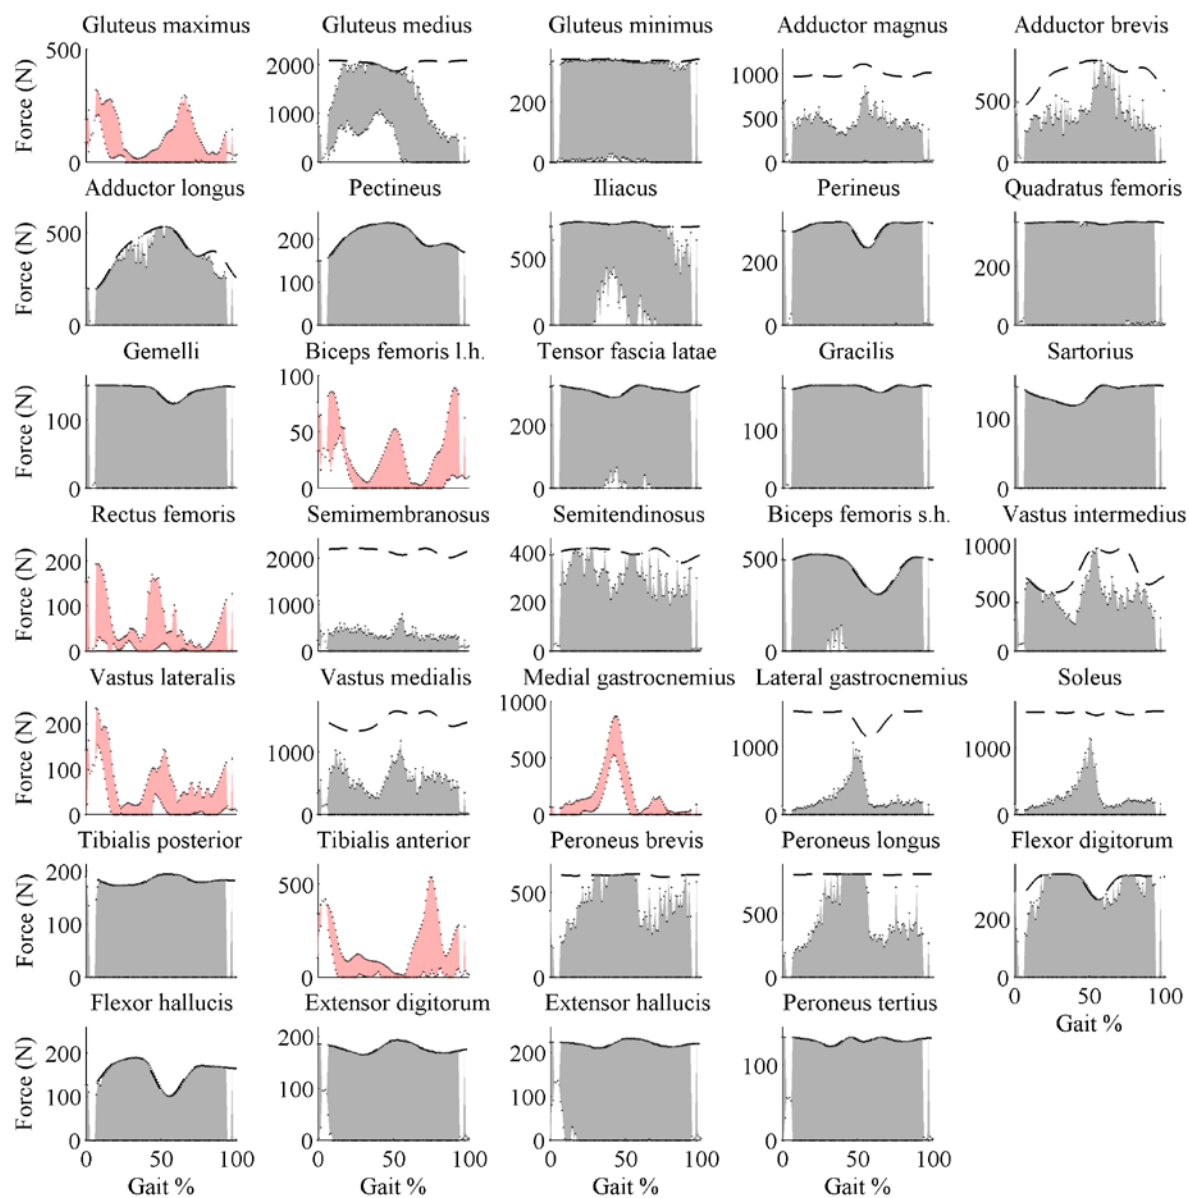 Gluteus maximus Gluteus medius Gluteus minimus Adductor magnus Adductor brevis
Force (N) 500 0 2000 1000 0 200 0 1000 500 0 500 0
Adductor longus Pectineus Iliacus Perineus Quadratus femoris
Force (N) 500 0 200 100 0 500 0 200 0 400 200 0
Gemelli Biceps femoris l.h. Tensor fascia latae Gracilis Sartorius
Force (N) 100 0 100 50 0 200 0 100 0 100 0
Rectus femoris Semimembranosus Semitendinosus Biceps femoris s.h. Vastus intermedius
Force (N) 200 100 0 2000 1000 0 400 200 0 500 0 1000 500 0
Vastus lateralis Vastus medialis Medial gastrocnemius Lateral gastrocnemius Soleus
Force (N) 200 100 0 1000 0 1000 500 0 1000 0 1000 0
Tibialis posterior Tibialis anterior Peroneus brevis Peroneus longus Flexor digitorum
Force (N) 200 100 0 500 0 500 0 500 0 200 0
0 50 100
Gait %
Flexor hallucis Extensor digitorum Extensor hallucis Peroneus tertius
Force (N) 200 100 0 200 100 0 200 100 0 100 0
0 50 100 0 50 100 0 50 100 0 50 100
Gait % Gait % Gait % Gait %